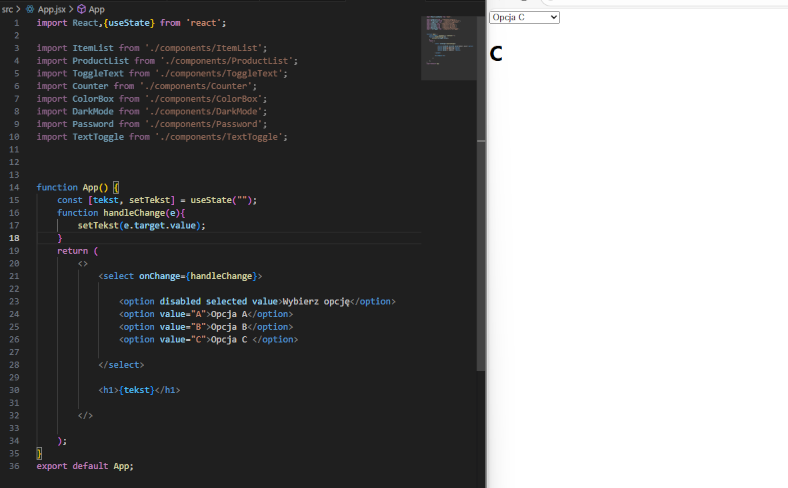 src > App.jsx > App
1 import React,{useState} from 'react';
2
3 import ItemList from './components/ItemList';
4 import ProductList from './components/ProductList';
5 import ToggleText from './components/ToggleText';
6 import Counter from './components/Counter';
7 import ColorBox from './components/ColorBox';
8 import DarkMode from './components/DarkMode';
9 import Password from './components/Password';
10 import TextToggle from './components/TextToggle';
11
12
13
14 function App() {
15 const [tekst, setTekst] = useState("");
16 function handleChange(e){
17 setTekst(e.target.value);
18 }
19 return (
20 <>
21 <select onChange={handleChange}>
22
23 <option disabled selected value>Wybierz opcję</option>
24 <option value="A">Opcja A</option>
25 <option value="B">Opcja B</option>
26 <option value="C">Opcja C </option>
27
28 </select>
29
30 <h1>{tekst}</h1>
31
32 </>
33
34 );
35 }
36 export default App;
Opcja C
C